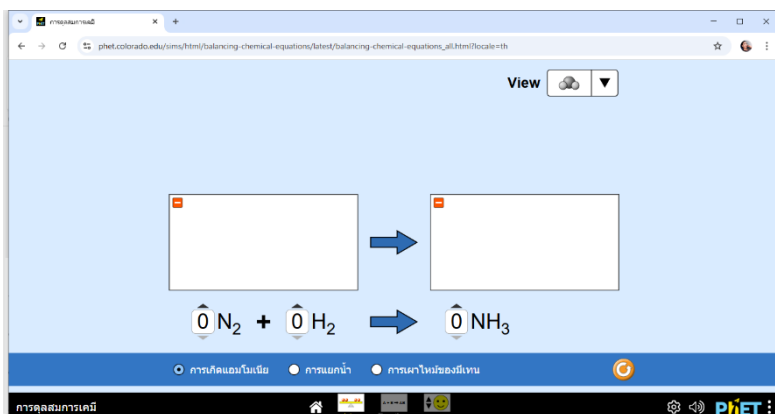 การดุลสมการเคมี
phet.colorado.edu/sims/html/balancing-chemical-equations/latest/balancing-chemical-equations_all.html?locale=th
View
0 N2 + 0 H2 0 NH3
การเกิดแอมโมเนีย การแยกน้ำ การเผาไหม้ของมีเทน
การดุลสมการเคมี PhET